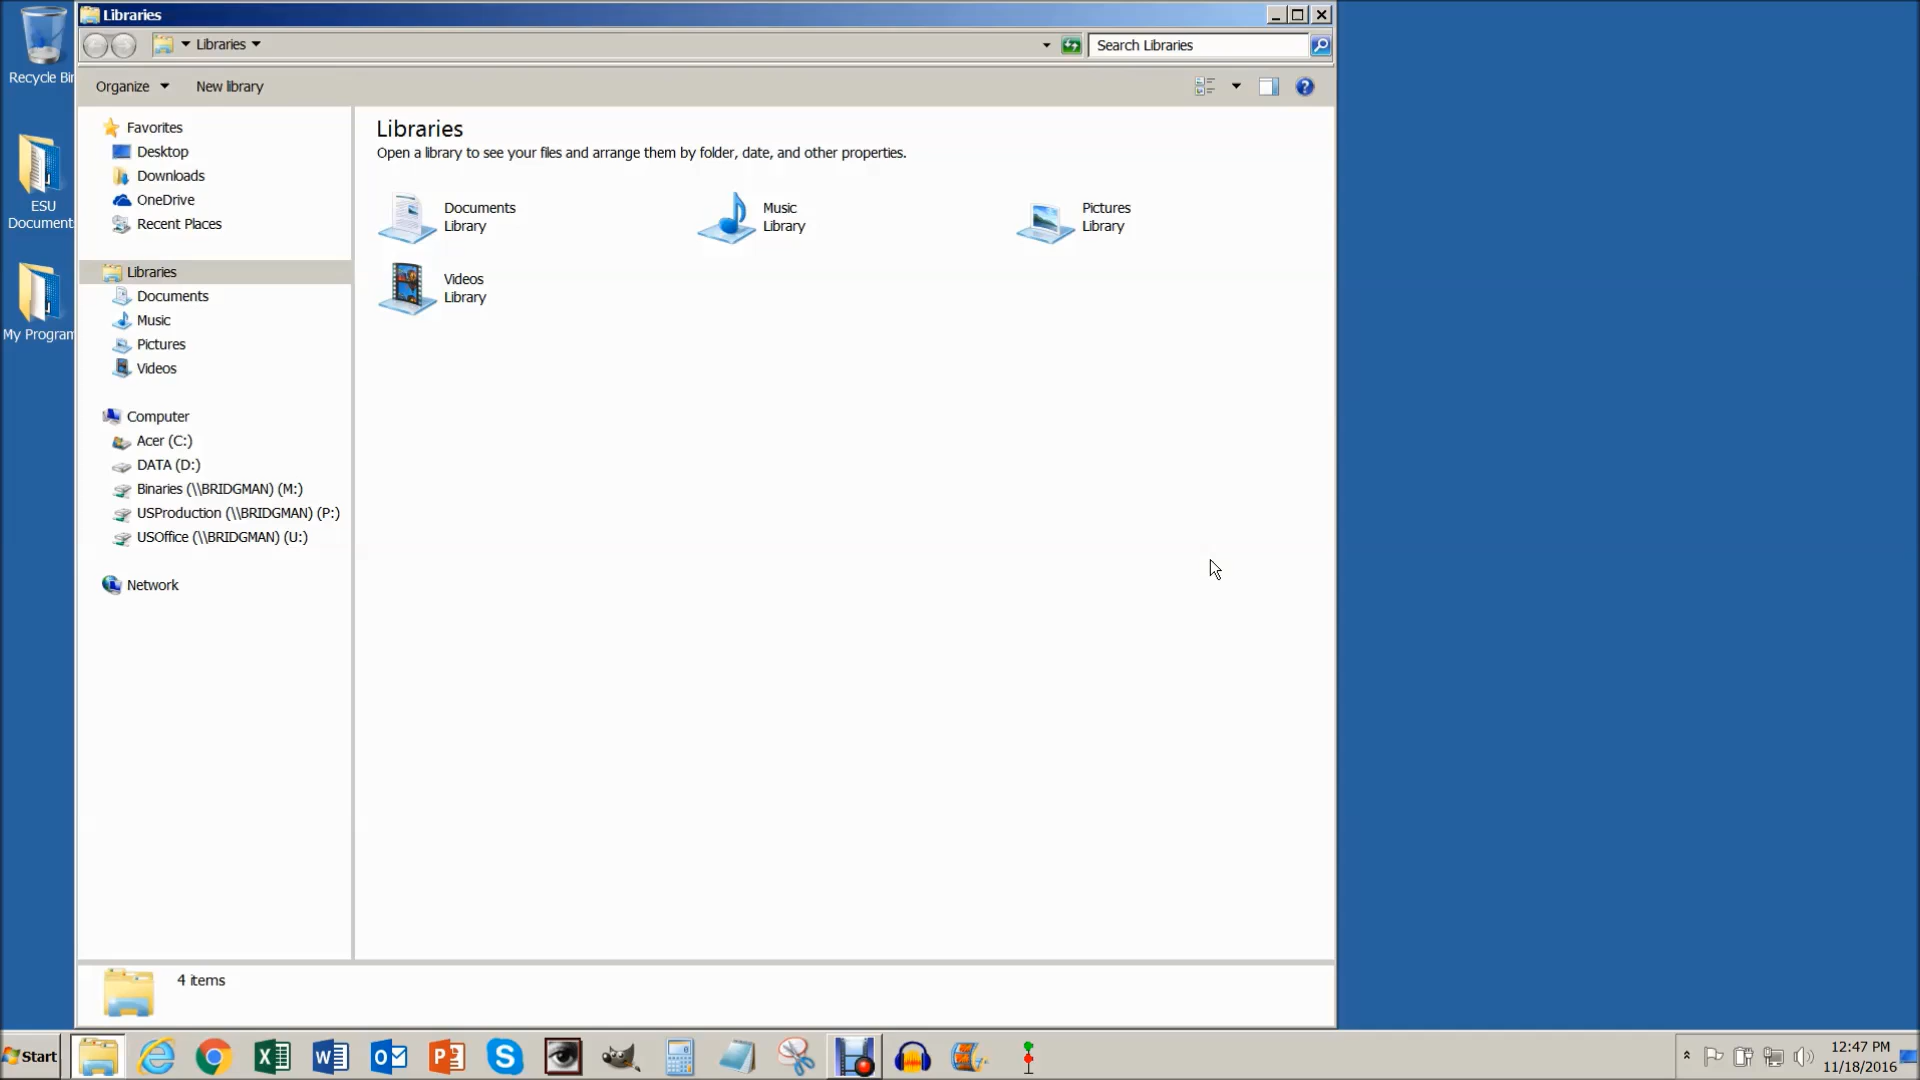 Libraries
Recycle Bin
ESU
Document
My Program
Libraries
Search Libraries
Organize
New library
Favorites
Desktop
Downloads
OneDrive
Recent Places
Libraries
Documents
Music
Pictures
Videos
Computer
Acer (C:)
DATA (D:)
Binaries (\\BRIDGMAN) (M:)
USProduction (\\BRIDGMAN) (P:)
USOffice (\\BRIDGMAN) (U:)
Network
Libraries
Open a library to see your files and arrange them by folder, date, and other properties.
Documents
Library
Music
Library
Pictures
Library
Videos
Library
4 items
Start
12:47 PM
11/18/2016